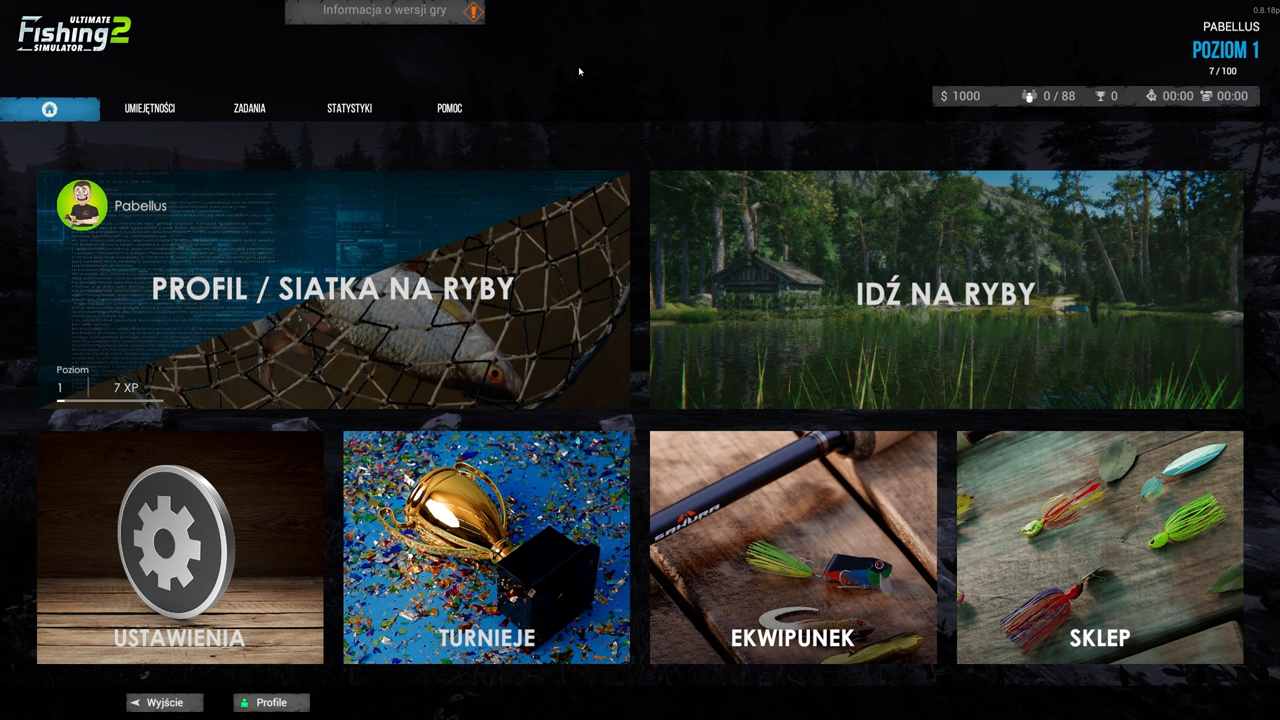 Informacja o wersji gry
0.8.18p
ULTIMATE
Fishing 2
SIMULATOR
PABELLUS
POZIOM 1
7 / 100
$ 1000
0 / 88
0
00:00
00:00
UMIEJĘTNOŚCI
ZADANIA
STATYSTYKI
POMOC
Pabellus
PROFIL / SIATKA NA RYBY
Poziom
1
7 XP
IDŹ NA RYBY
USTAWIENIA
TURNIEJE
SAKURA
EKWIPUNEK
SKLEP
Wyjście
Profile